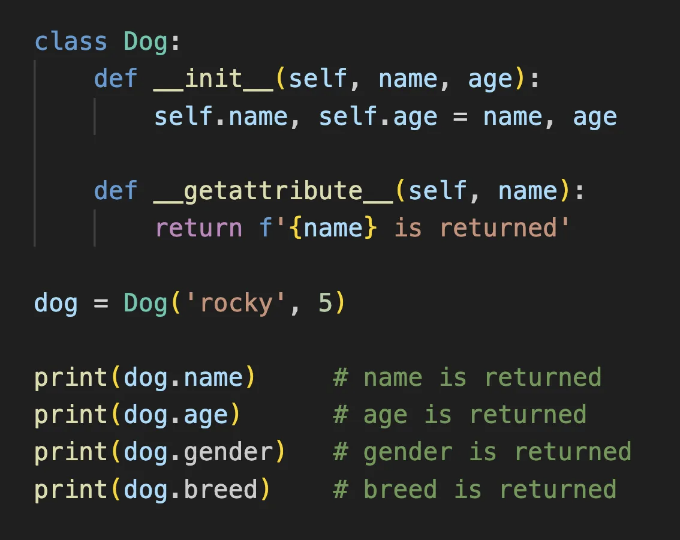 class Dog:
    def __init__(self, name, age):
        self.name, self.age = name, age

    def __getattribute__(self, name):
        return f'{name} is returned'

dog = Dog('rocky', 5)

print(dog.name)     # name is returned
print(dog.age)      # age is returned
print(dog.gender)   # gender is returned
print(dog.breed)    # breed is returned